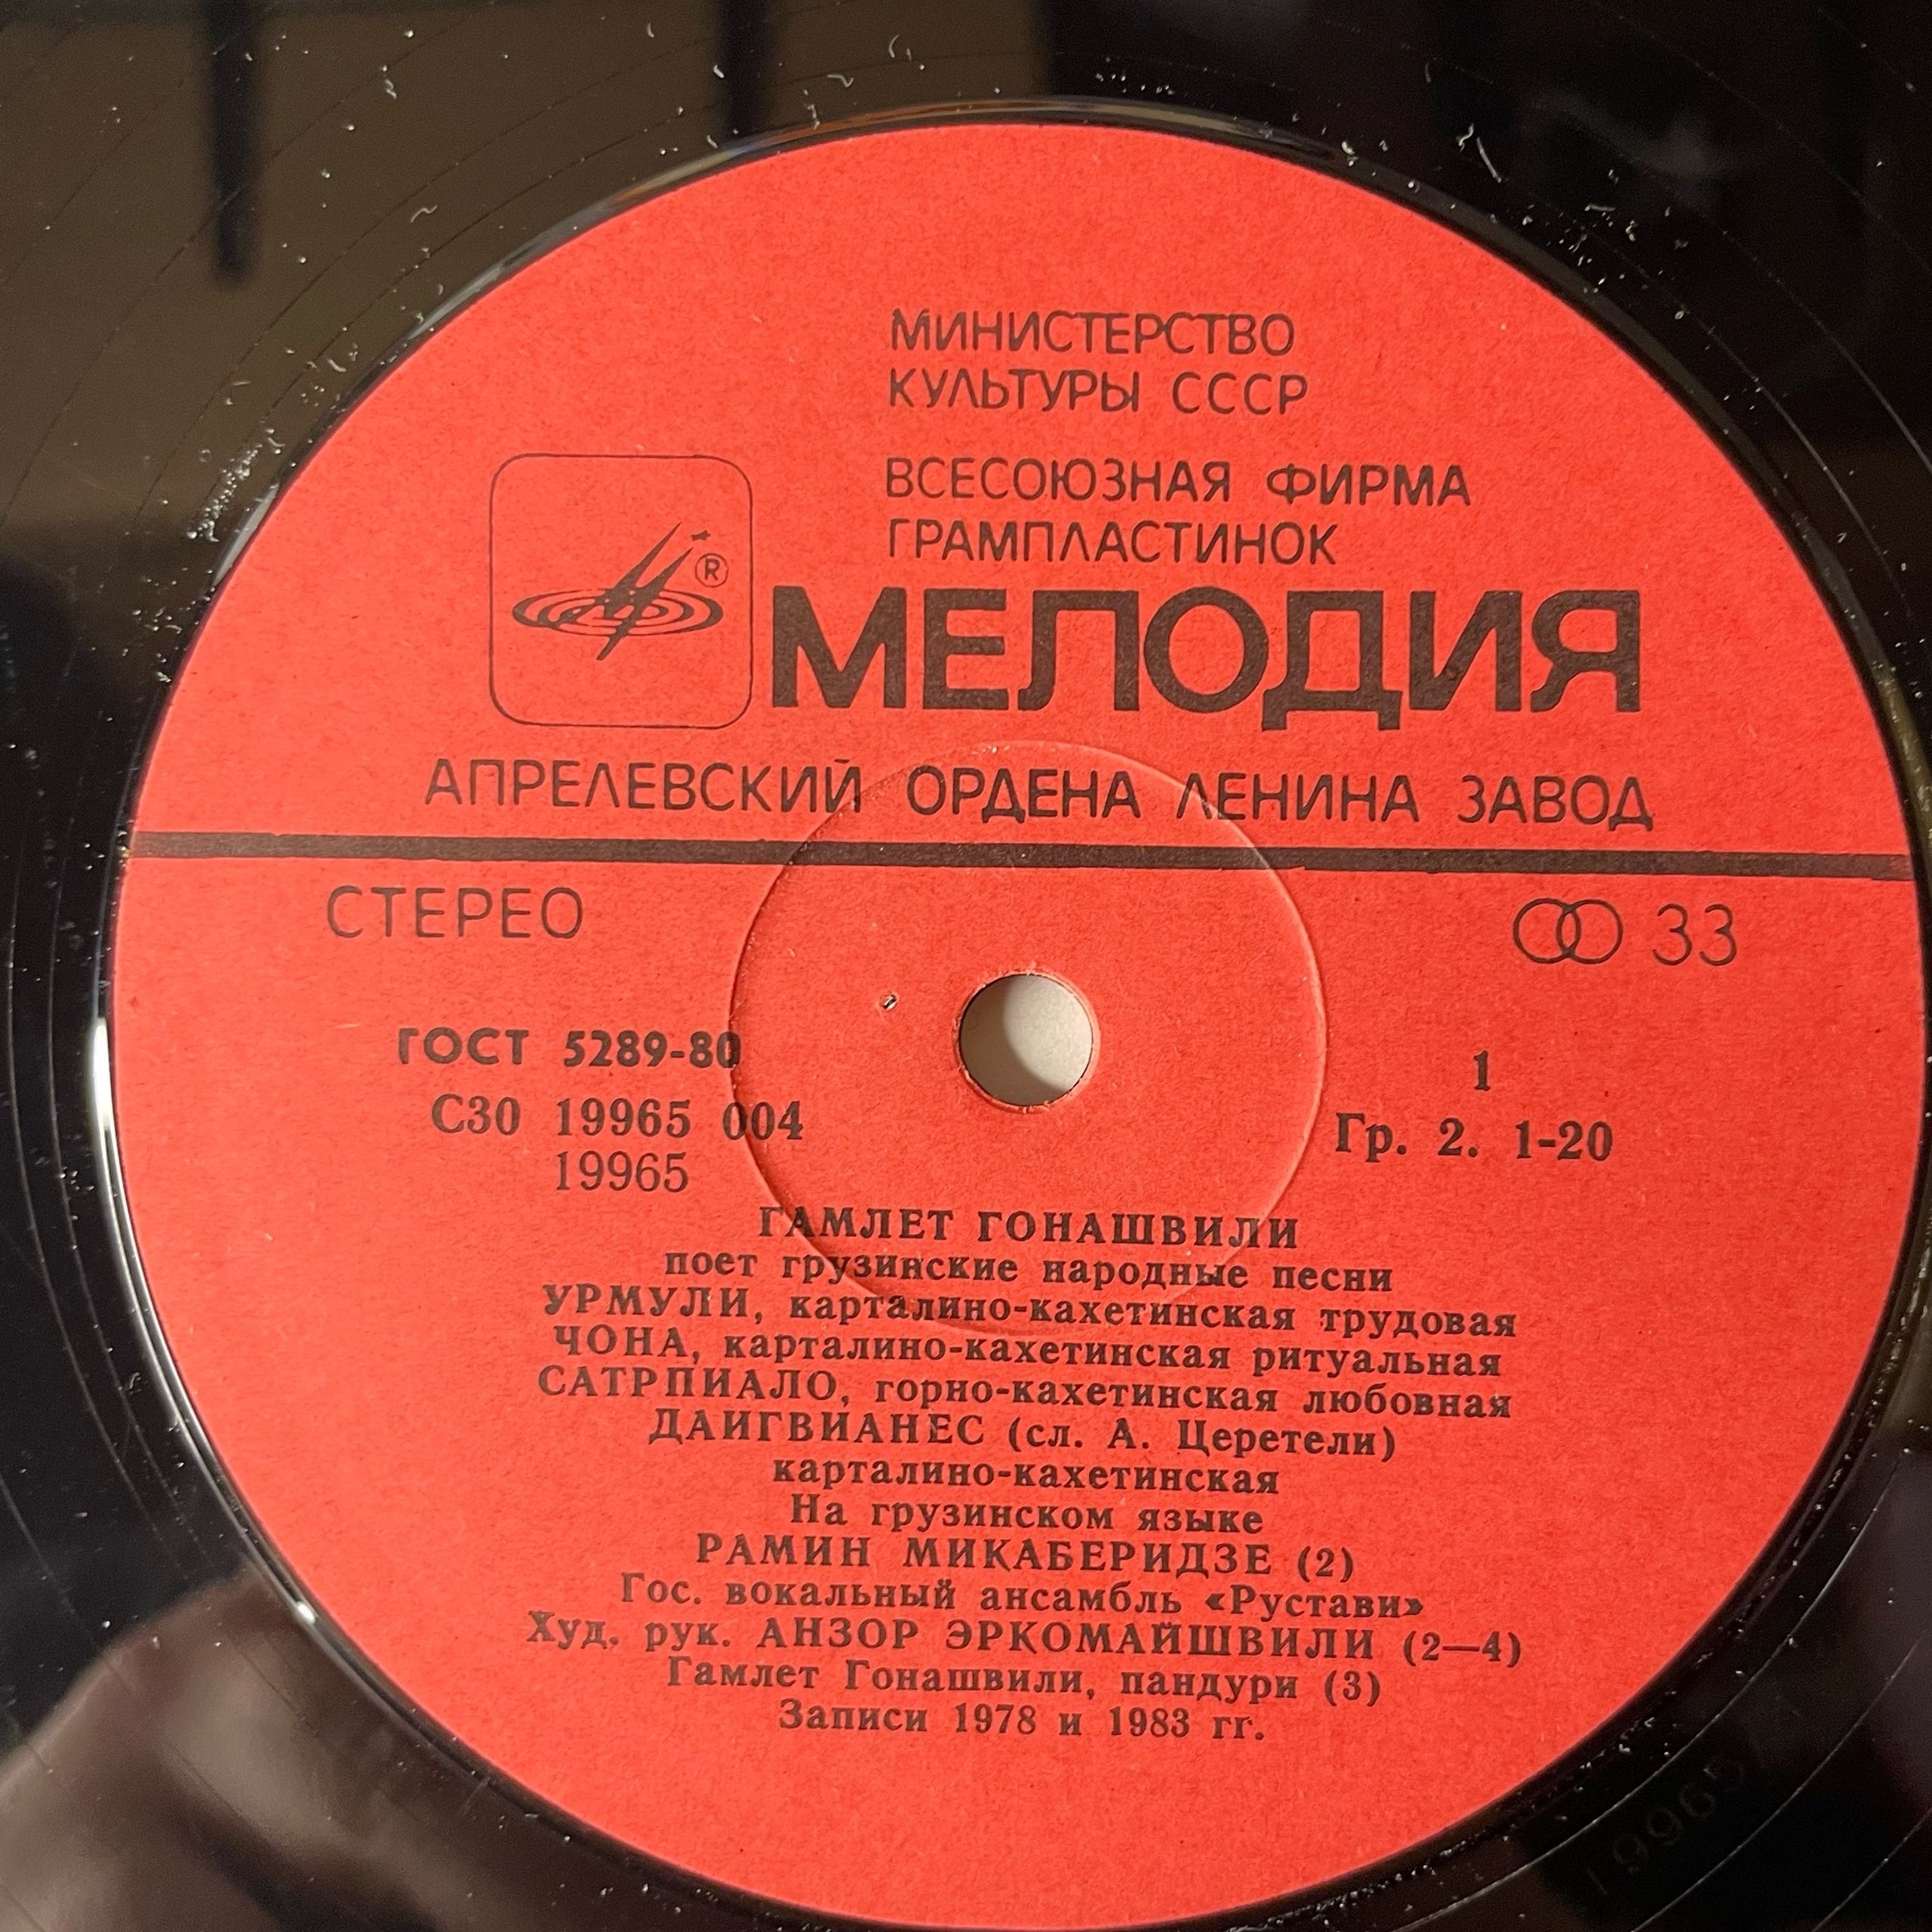 МИНИСТЕРСТВО
КУЛЬТУРЫ СССР
ВСЕСОЮЗНАЯ ФИРМА
ГРАМПЛАСТИНОК
®
МЕЛОДИЯ
АПРЕЛЕВСКИЙ ОРДЕНА ЛЕНИНА ЗАВОД
СТЕРЕО
33
ГОСТ 5289-80
С30 19965 004
19965
1
Гр. 2. 1-20
ГАМЛЕТ ГОНАШВИЛИ
поет грузинские народные песни
УРМУЛИ, карталино-кахетинская трудовая
ЧОНА, карталино-кахетинская ритуальная
САТРПИАЛО, горно-кахетинская любовная
ДАИГВИАНЕС (сл. А. Церетели)
карталино-кахетинская
На грузинском языке
РАМИН МИКАБЕРИДЗЕ (2)
Гос. вокальный ансамбль «Рустави»
Худ. рук. АНЗОР ЭРКОМАЙШВИЛИ (2—4)
Гамлет Гонашвили, пандури (3)
Записи 1978 и 1983 гг.
19965